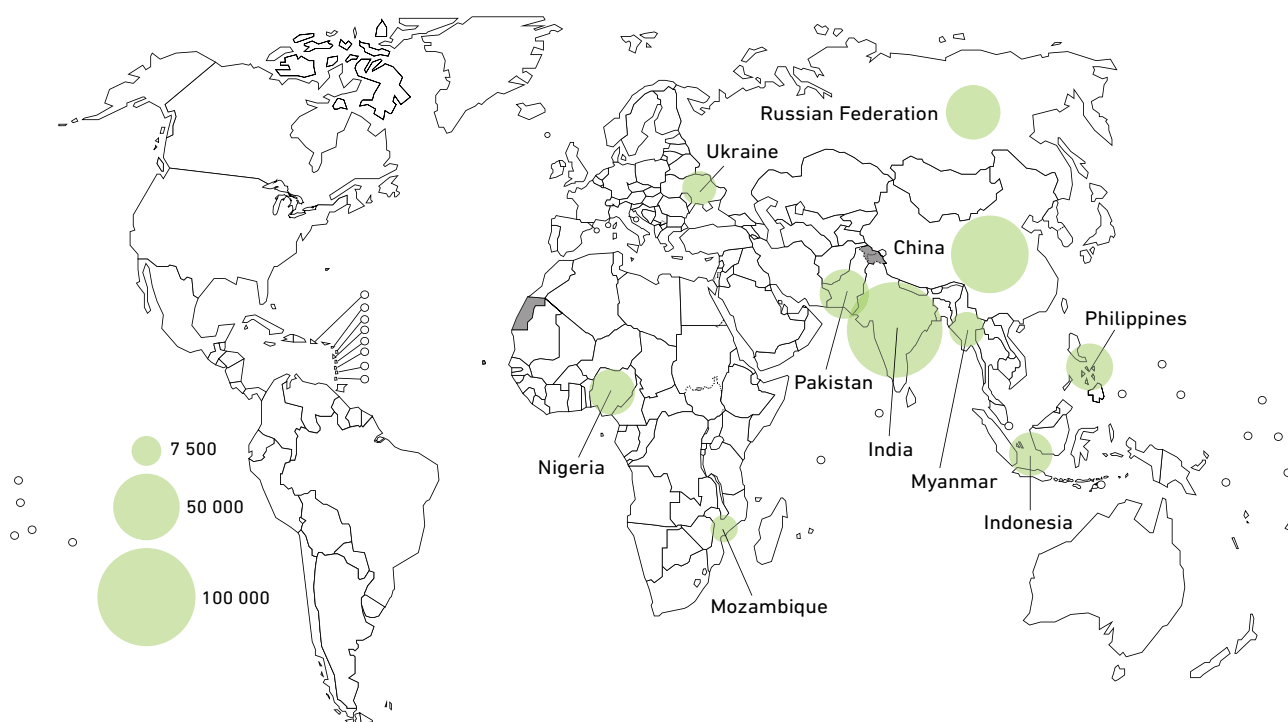 Russian Federation
Ukraine
China
Philippines
Pakistan
India
Nigeria
Myanmar
Indonesia
Mozambique
7 500
50 000
100 000